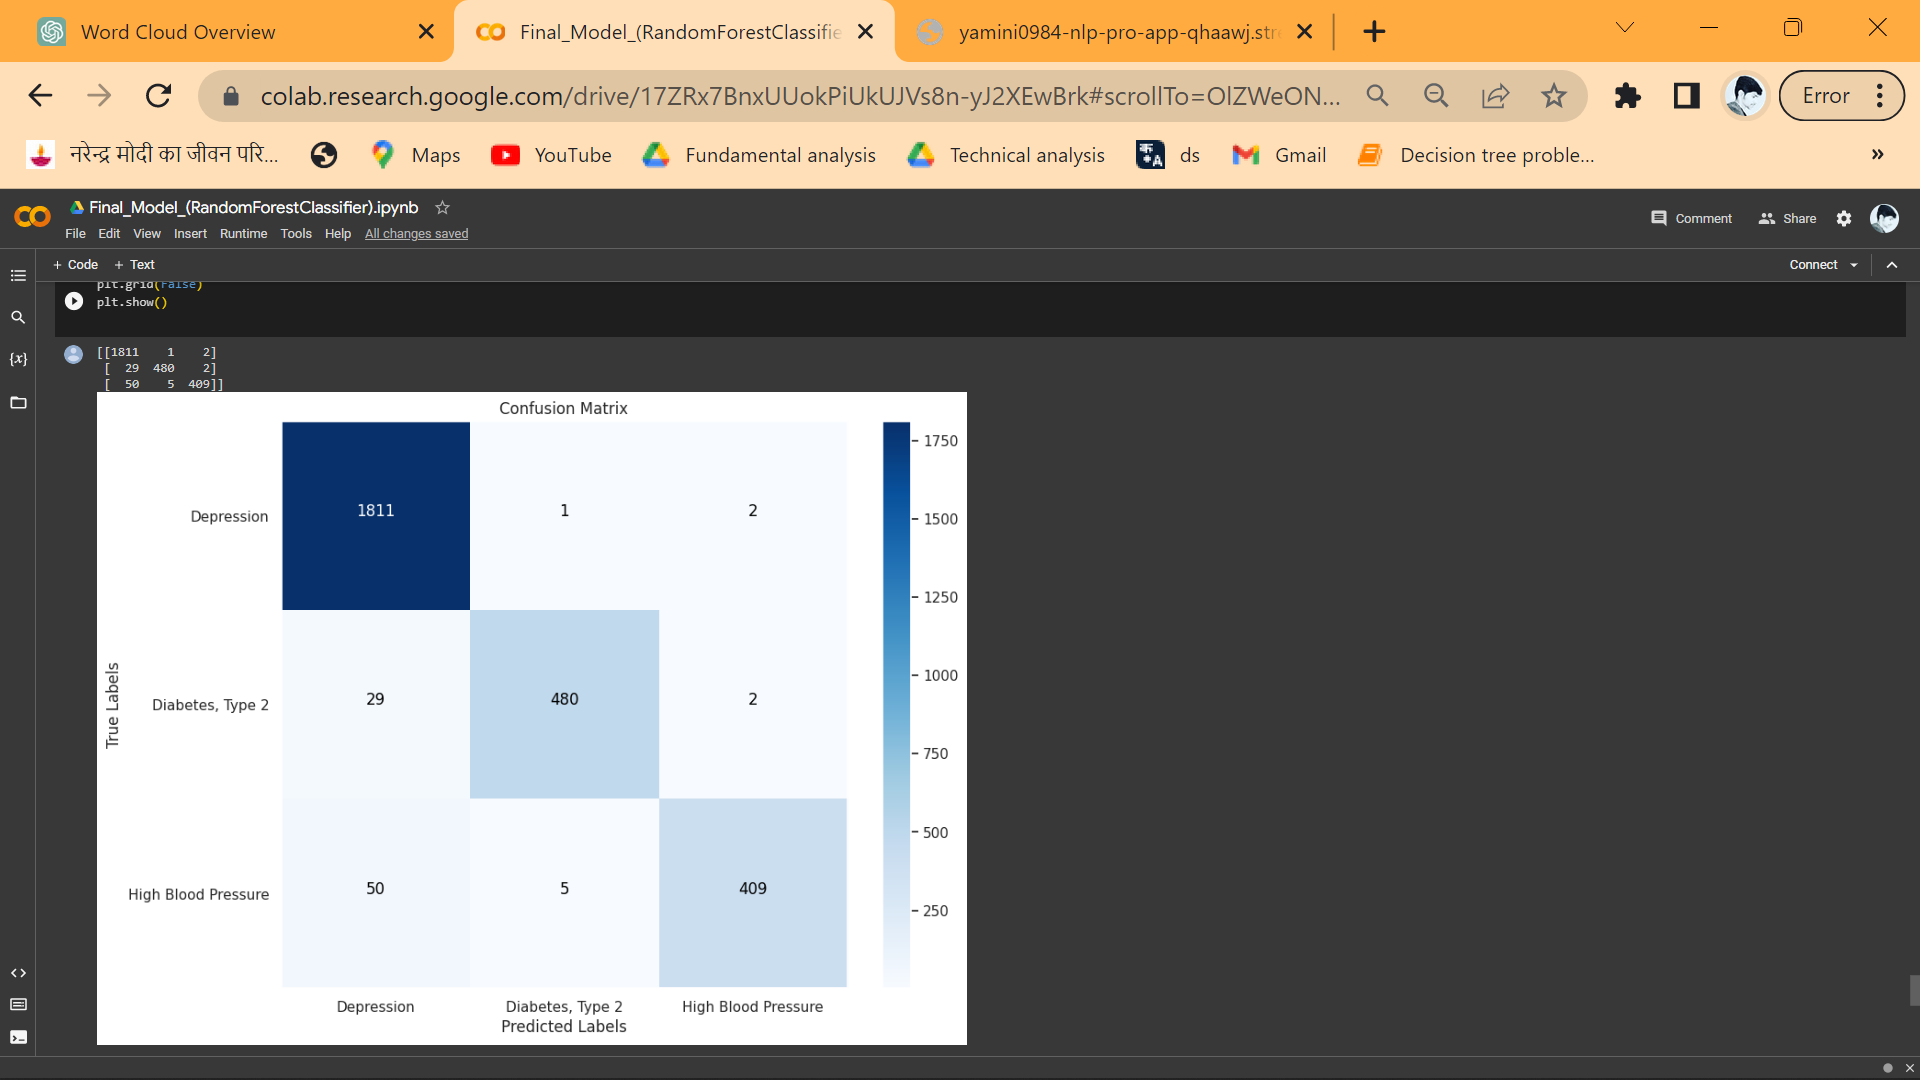 Word Cloud Overview
Final_Model_(RandomForestClassifie
yamini0984-nlp-pro-app-qhaawj.str
colab.research.google.com/drive/17ZRx7BnxUUokPiUkUJVs8n-yJ2XEwBrk#scrollTo=OlZWeON...
Error
नरेन्द्र मोदी का जीवन परि...
Maps
YouTube
Fundamental analysis
Technical analysis
ds
Gmail
Decision tree proble...
»
Final_Model_(RandomForestClassifier).ipynb
File Edit View Insert Runtime Tools Help All changes saved
Comment
Share
+ Code + Text
Connect
plt.grid(False)
plt.show()
{x}
[[1811 1 2]
[ 29 480 2]
[ 50 5 409]]
Confusion Matrix
1750
1500
1250
1000
750
500
250
Depression 1811 1 2
Diabetes, Type 2 29 480 2
High Blood Pressure 50 5 409
True Labels
Depression Diabetes, Type 2 High Blood Pressure
Predicted Labels